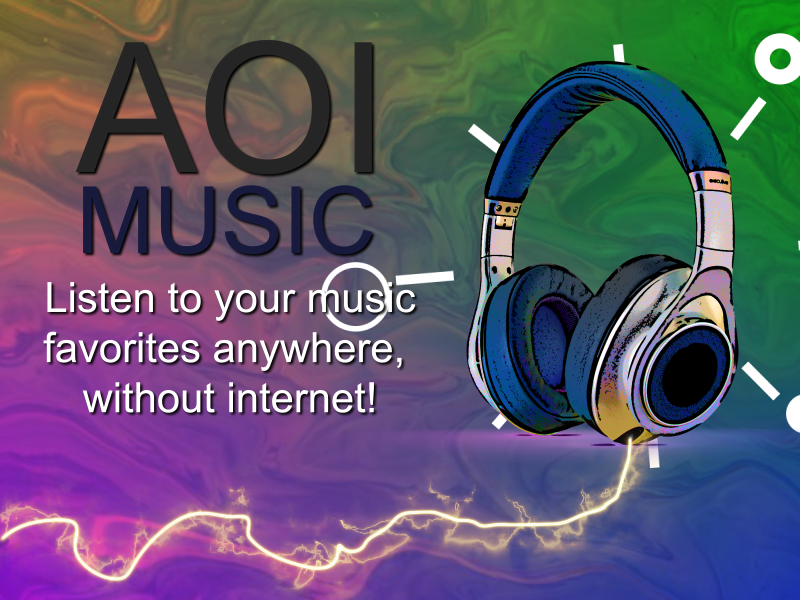 AOI
MUSIC
Listen to your music
favorites anywhere,
without internet!